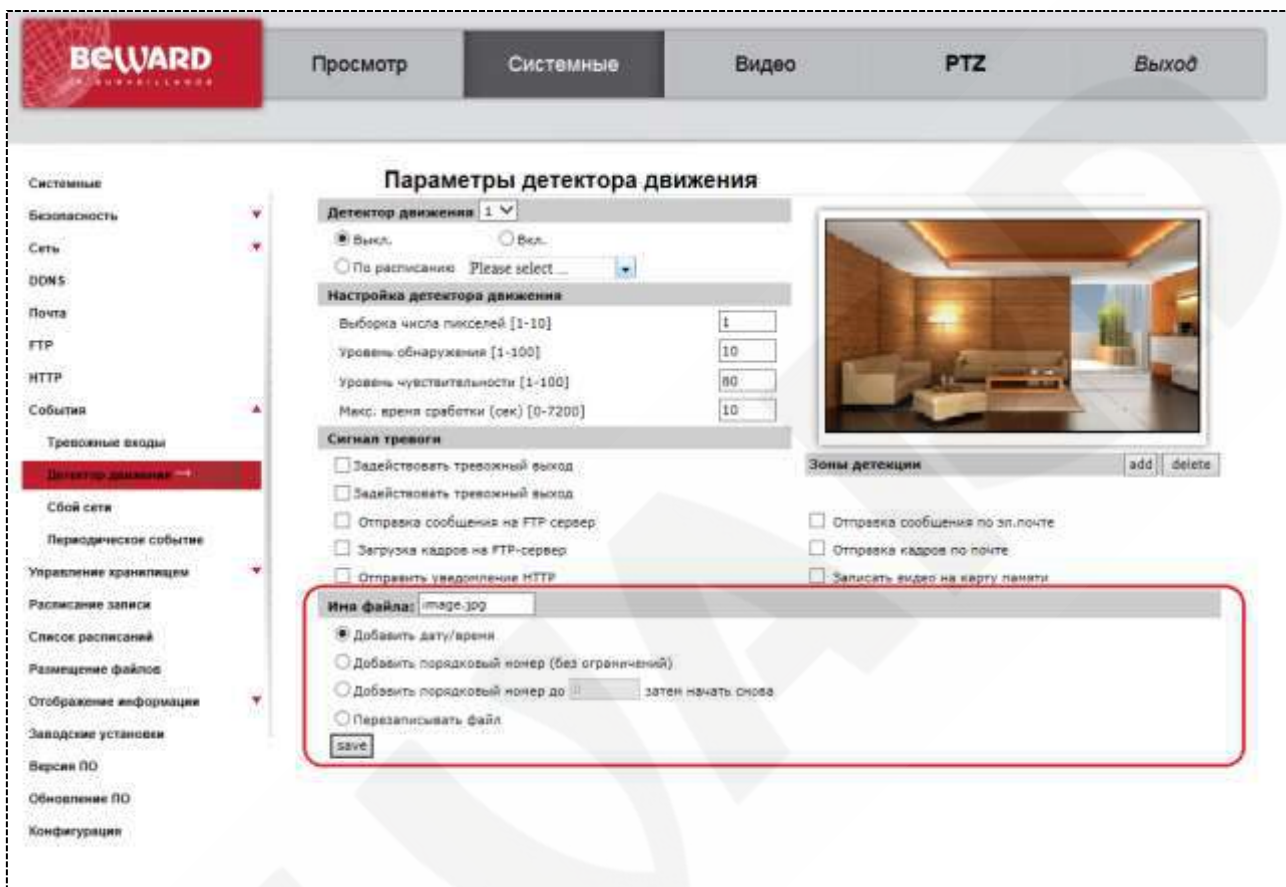 BEWARD
Просмотр
Системные
Видео
PTZ
Выход
Системные
Безопасность
Сеть
DDNS
Почта
FTP
HTTP
События
Тревожные входы
Детектор движения
Сбой сети
Периодическое событие
Управление хранилищем
Расписание записи
Список расписаний
Размещение файлов
Отображение информации
Заводские установки
Версия ПО
Обновление ПО
Конфигурация
Параметры детектора движения
Детектор движения 1
Выкл. Вкл.
По расписанию Please select ...
Настройка детектора движения
Выборка числа пикселей [1-10] 1
Уровень обнаружения [1-100] 10
Уровень чувствительности [1-100] 80
Макс. время сработки (сек) [0-7200] 10
Сигнал тревоги
Зоны детекции add delete
Задействовать тревожный выход
Задействовать тревожный выход
Отправка сообщения на FTP сервер Отправка сообщения по эл.почте
Загрузка кадров на FTP-сервер Отправка кадров по почте
Отправить уведомление HTTP Записать видео на карту памяти
Имя файла: image.jpg
Добавить дату/время
Добавить порядковый номер (без ограничений)
Добавить порядковый номер до 0 затем начать снова
Перезаписывать файл
save